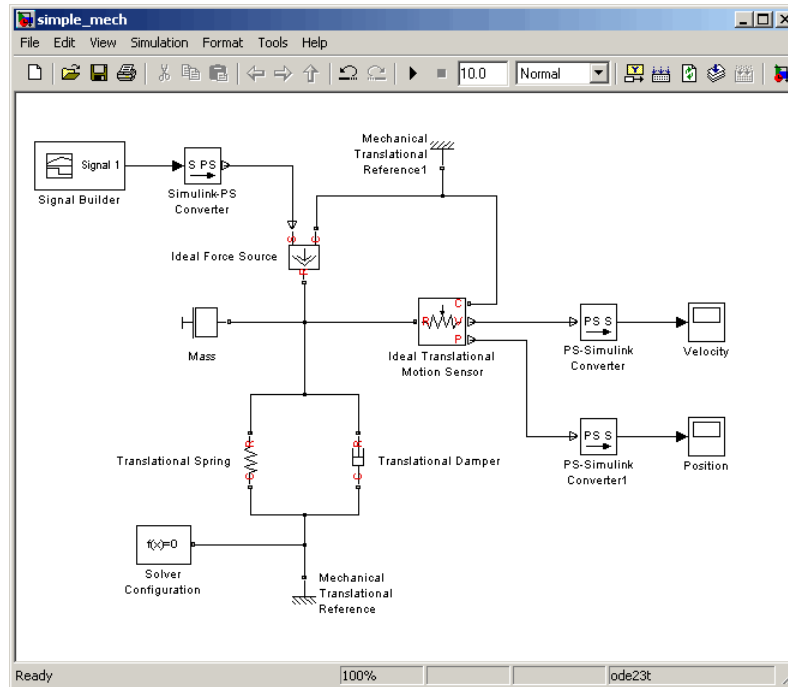 simple_mech
File Edit View Simulation Format Tools Help
10.0 Normal
Mechanical
Translational
Reference1
Signal 1
Signal Builder
S PS
Simulink-PS
Converter
S C
Ideal Force Source
R
Mass
C
R V
P
Ideal Translational
Motion Sensor
PS S
PS-Simulink
Converter
Velocity
PS S
PS-Simulink
Converter1
Position
R
Translational Spring
C
R
Translational Damper
C
f(x)=0
Solver
Configuration
Mechanical
Translational
Reference
Ready 100% ode23t